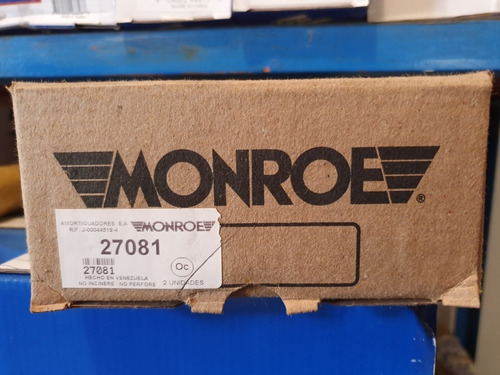 MONROE®
AMORTIGUADORES S.A. MONROE
RIF. J-00044519-4
27081
27081
Oc
HECHO EN VENEZUELA
NO INCINERE : NO PERFORE 2 UNIDADES